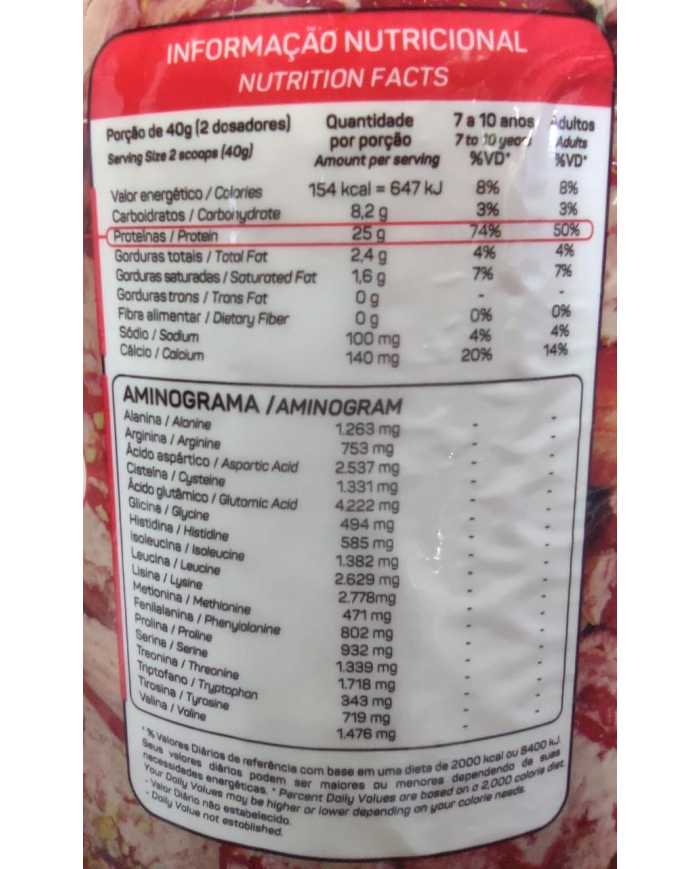 INFORMAÇÃO NUTRICIONAL
NUTRITION FACTS
Porção de 40g (2 dosadores) Quantidade por porção 7 a 10 anos %VD* Adultos %VD*
Serving Size 2 scoops (40g) Amount per serving 7 to 10 years Adults
Valor energético / Calories 154 kcal = 647 kJ 8% 8%
Carboidratos / Carbohydrate 8,2 g 3% 3%
Proteínas / Protein 25 g 74% 50%
Gorduras totais / Total Fat 2,4 g 4% 4%
Gorduras saturadas / Saturated Fat 1,6 g 7% 7%
Gorduras trans / Trans Fat 0 g - -
Fibra alimentar / Dietary Fiber 0 g 0% 0%
Sódio / Sodium 100 mg 4% 4%
Cálcio / Calcium 140 mg 20% 14%
AMINOGRAMA / AMINOGRAM
Alanina / Alanine 1.263 mg - -
Arginina / Arginine 753 mg - -
Ácido aspártico / Aspartic Acid 2.537 mg - -
Cisteína / Cysteine 1.331 mg - -
Ácido glutâmico / Glutamic Acid 4.222 mg - -
Glicina / Glycine 494 mg - -
Histidina / Histidine 585 mg - -
Isoleucina / Isoleucine 1.382 mg - -
Leucina / Leucine 2.629 mg - -
Lisina / Lysine 2.778mg - -
Metionina / Methionine 471 mg - -
Fenilalanina / Phenylalanine 802 mg - -
Prolina / Proline 932 mg - -
Serina / Serine 1.339 mg - -
Treonina / Threonine 1.718 mg - -
Triptofano / Tryptophan 343 mg - -
Tirosina / Tyrosine 719 mg - -
Valina / Valine 1.476 mg - -
* % Valores Diários de referência com base em uma dieta de 2000 kcal ou 8400 kJ.
Seus valores diários podem ser maiores ou menores dependendo de suas
necessidades energéticas. * Percent Daily Values are based on a 2,000 calorie diet.
Your Daily Values may be higher or lower depending on your calorie needs.
- Valor Diário não estabelecido.
- Daily Value not established.